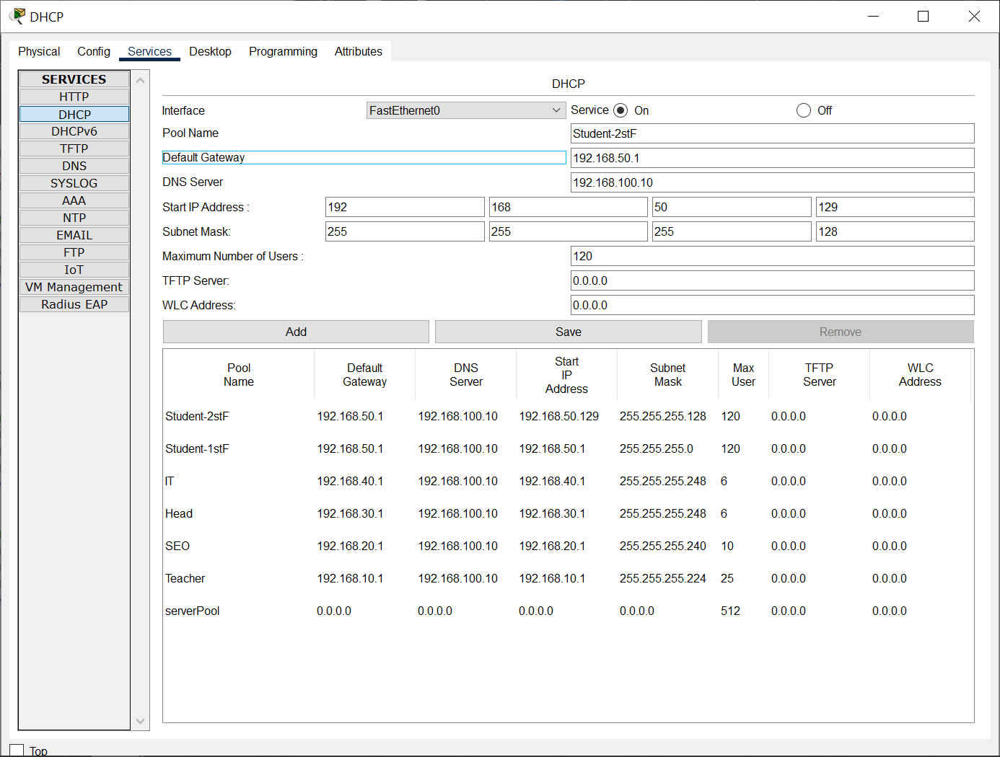 DHCP
Physical Config Services Desktop Programming Attributes
SERVICES
HTTP
DHCP
DHCPv6
TFTP
DNS
SYSLOG
AAA
NTP
EMAIL
FTP
IoT
VM Management
Radius EAP
DHCP
Interface FastEthernet0 Service On Off
Pool Name Student-2stF
Default Gateway 192.168.50.1
DNS Server 192.168.100.10
Start IP Address : 192 168 50 129
Subnet Mask: 255 255 255 128
Maximum Number of Users : 120
TFTP Server: 0.0.0.0
WLC Address: 0.0.0.0
Add Save Remove
Pool Name Default Gateway DNS Server Start IP Address Subnet Mask Max User TFTP Server WLC Address
Student-2stF 192.168.50.1 192.168.100.10 192.168.50.129 255.255.255.128 120 0.0.0.0 0.0.0.0
Student-1stF 192.168.50.1 192.168.100.10 192.168.50.1 255.255.255.0 120 0.0.0.0 0.0.0.0
IT 192.168.40.1 192.168.100.10 192.168.40.1 255.255.255.248 6 0.0.0.0 0.0.0.0
Head 192.168.30.1 192.168.100.10 192.168.30.1 255.255.255.248 6 0.0.0.0 0.0.0.0
SEO 192.168.20.1 192.168.100.10 192.168.20.1 255.255.255.240 10 0.0.0.0 0.0.0.0
Teacher 192.168.10.1 192.168.100.10 192.168.10.1 255.255.255.224 25 0.0.0.0 0.0.0.0
serverPool 0.0.0.0 0.0.0.0 0.0.0.0 0.0.0.0 512 0.0.0.0 0.0.0.0
Top